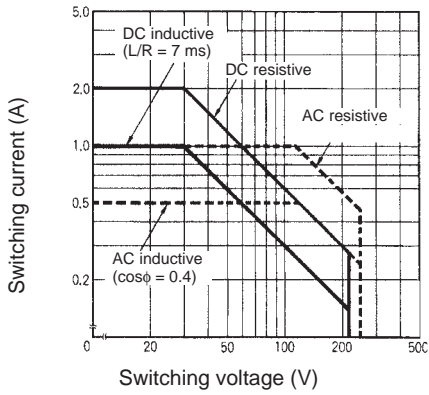 5.0
DC inductive
(L/R = 7 ms)
DC resistive
2.0
AC resistive
1.0
0.5
AC inductive
(cosϕ = 0.4)
0.2
0
20
50
100
200
500
Switching current (A)
Switching voltage (V)